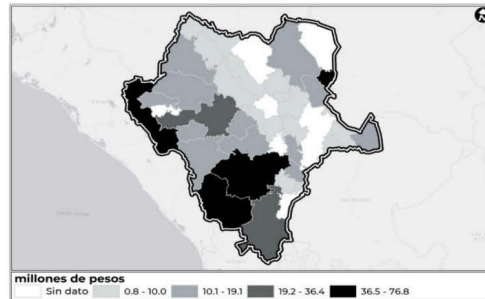 millones de pesos
Sin dato 0.8 - 10.0 10.1 - 19.1 19.2 - 36.4 36.5 - 76.8